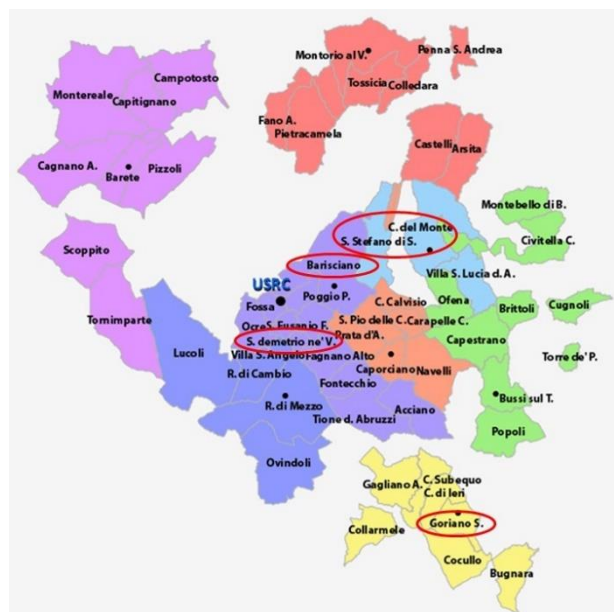 Montorio al V.
Penna S. Andrea
Tossicia
Colledara
Campotosto
Montereale
Capitignano
Fano A.
Pietracamela
Castelli
Arsita
Cagnano A.
Pizzoli
Barete
Montebello di B.
C. del Monte
S. Stefano di S.
Civitella C.
Scoppito
Barisciano
Villa S. Lucia d. A.
USRC
Poggio P.
Fossa
C. Calvisio
Ofena
Brittoli
Cugnoli
Tornimparte
Ocre
S. Eusanio F.
S. Pio delle C.
Carapelle C.
Prata d'A.
Capestrano
S. demetrio ne' V.
Lucoli
Villa S. Angelo
Fagnano Alto
Torre de' P.
Caporciano
Navelli
R. di Cambio
Fontecchio
Acciano
Bussi sul T.
R. di Mezzo
Tione d. Abruzzi
Popoli
Ovindoli
Gagliano A.
C. Subequo
C. di Ieri
Collarmele
Goriano S.
Cocullo
Bugnara